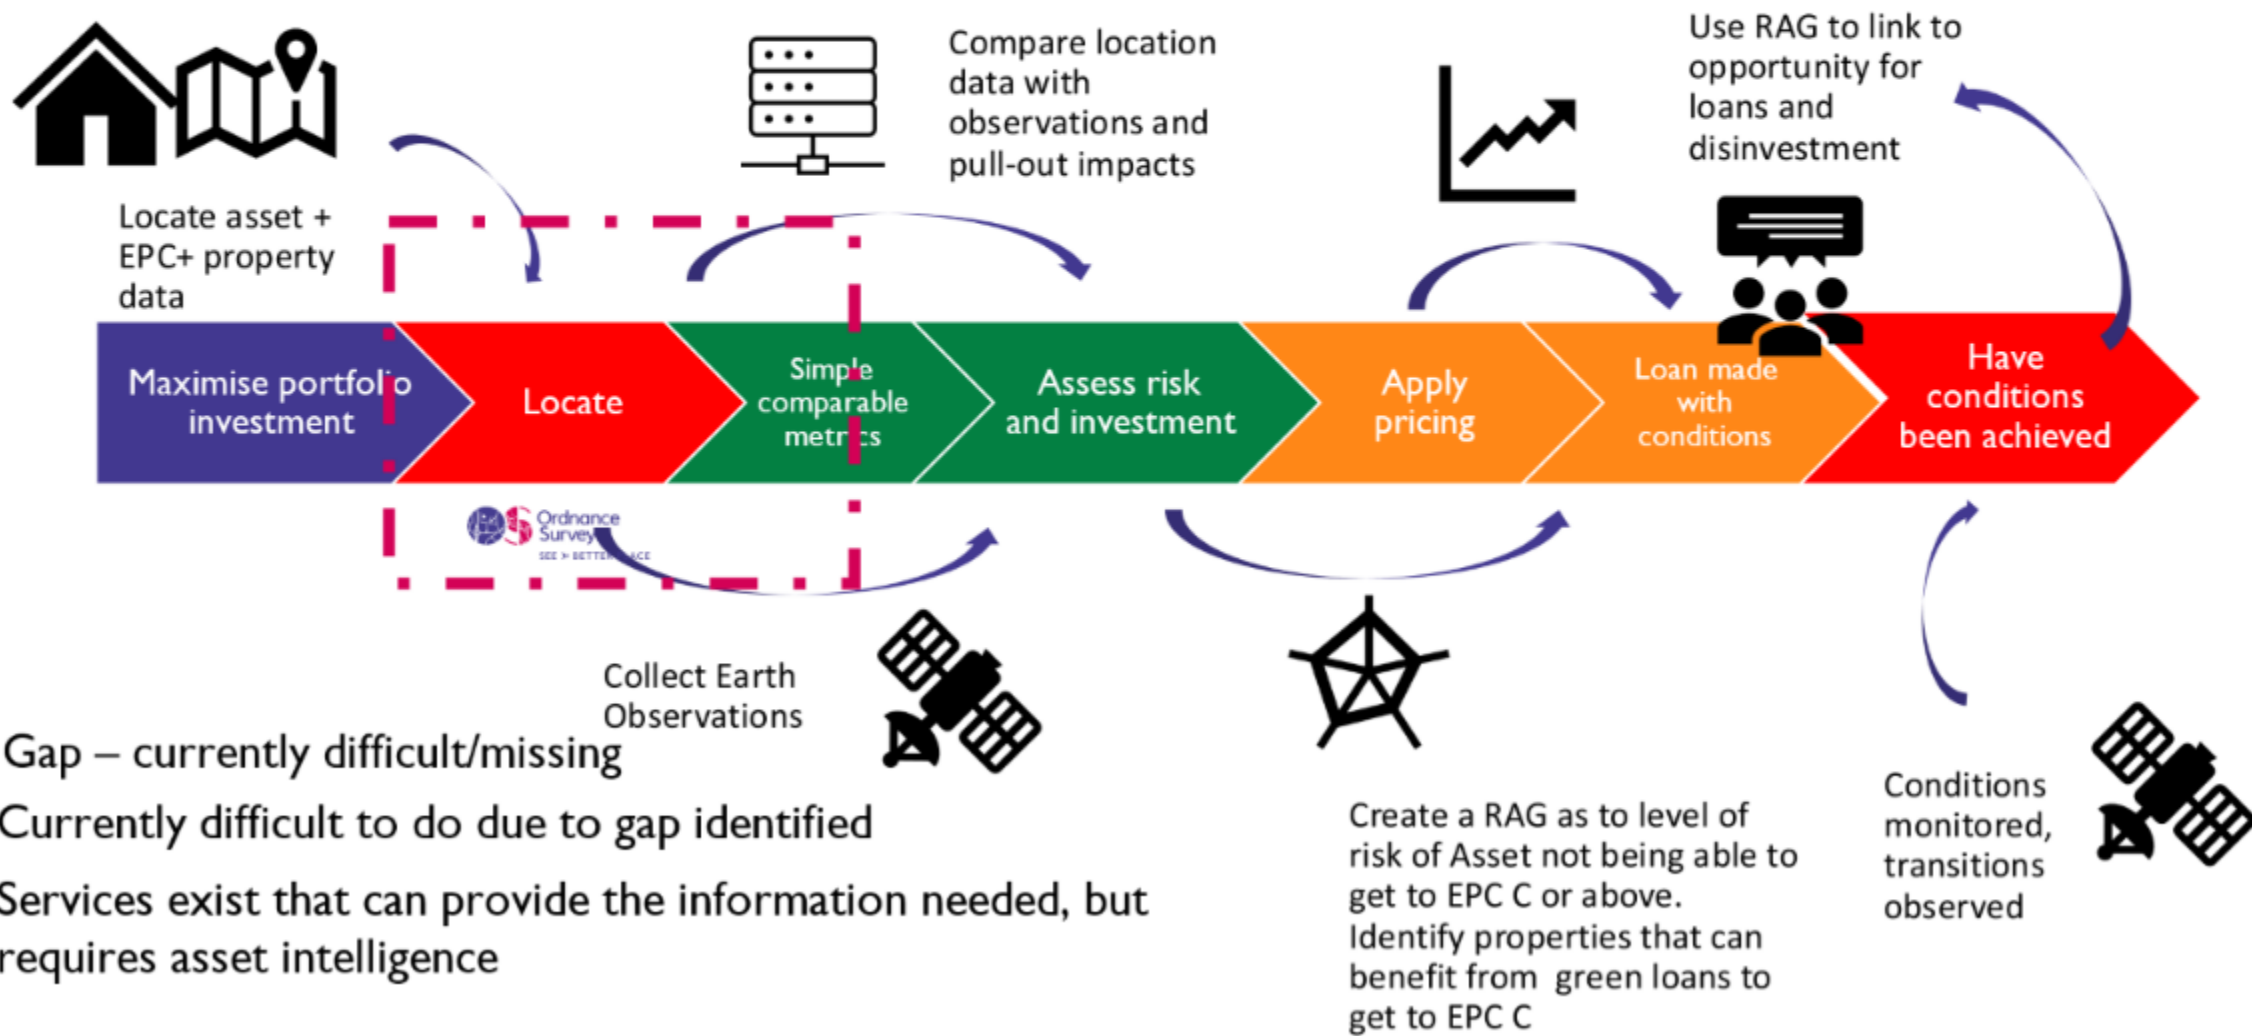 Locate asset +
EPC+ property
data
Compare location
data with
observations and
pull-out impacts
Use RAG to link to
opportunity for
loans and
disinvestment
Maximise portfolio
investment
Locate
Simple
comparable
metrics
Assess risk
and investment
Apply
pricing
Loan made
with
conditions
Have
conditions
been achieved
OS Ordnance
Survey
SEE > BETTER PLACE
Collect Earth
Observations
Gap – currently difficult/missing
Currently difficult to do due to gap identified
Services exist that can provide the information needed, but
requires asset intelligence
Create a RAG as to level of
risk of Asset not being able to
get to EPC C or above.
Identify properties that can
benefit from green loans to
get to EPC C
Conditions
monitored,
transitions
observed